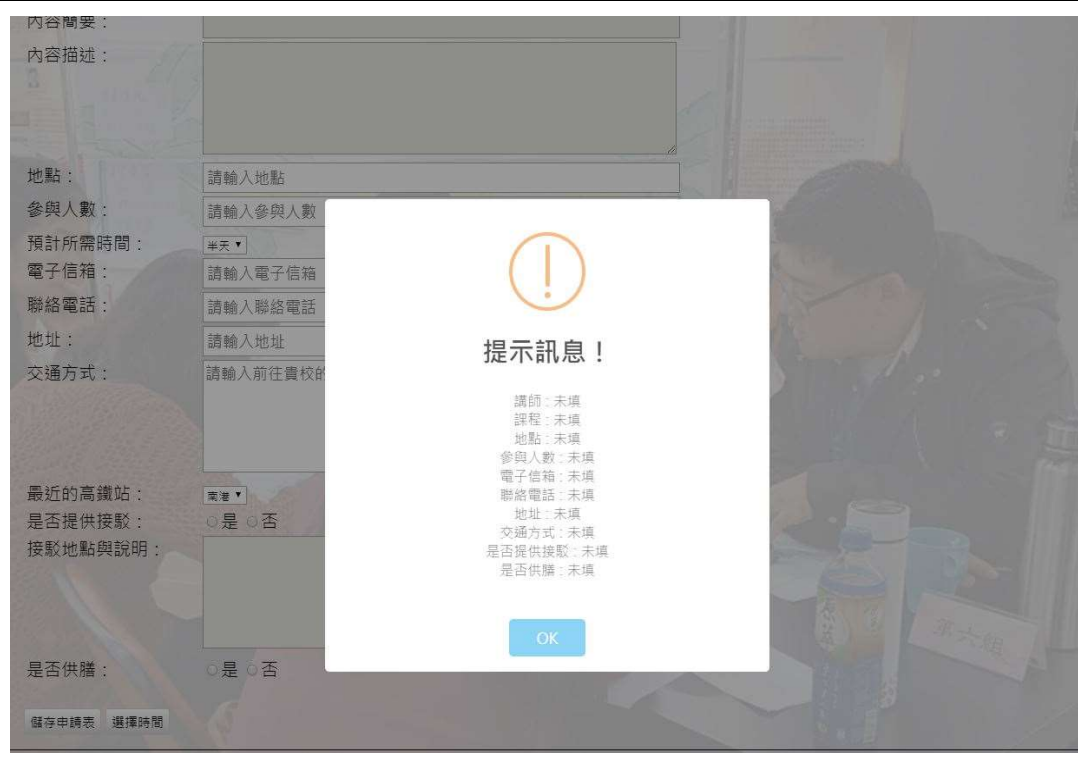 內容簡要：
內容描述：
地點：
請輸入地點
參與人數：
請輸入參與人數
預計所需時間：
半天
電子信箱：
請輸入電子信箱
聯絡電話：
請輸入聯絡電話
地址：
請輸入地址
交通方式：
請輸入前往貴校的
最近的高鐵站：
南港
是否提供接駁：
是 否
接駁地點與說明：
是否供膳：
是 否
儲存申請表 選擇時間
提示訊息！
講師：未填
課程：未填
地點：未填
參與人數：未填
電子信箱：未填
聯絡電話：未填
地址：未填
交通方式：未填
是否提供接駁：未填
是否供膳：未填
OK
第六組